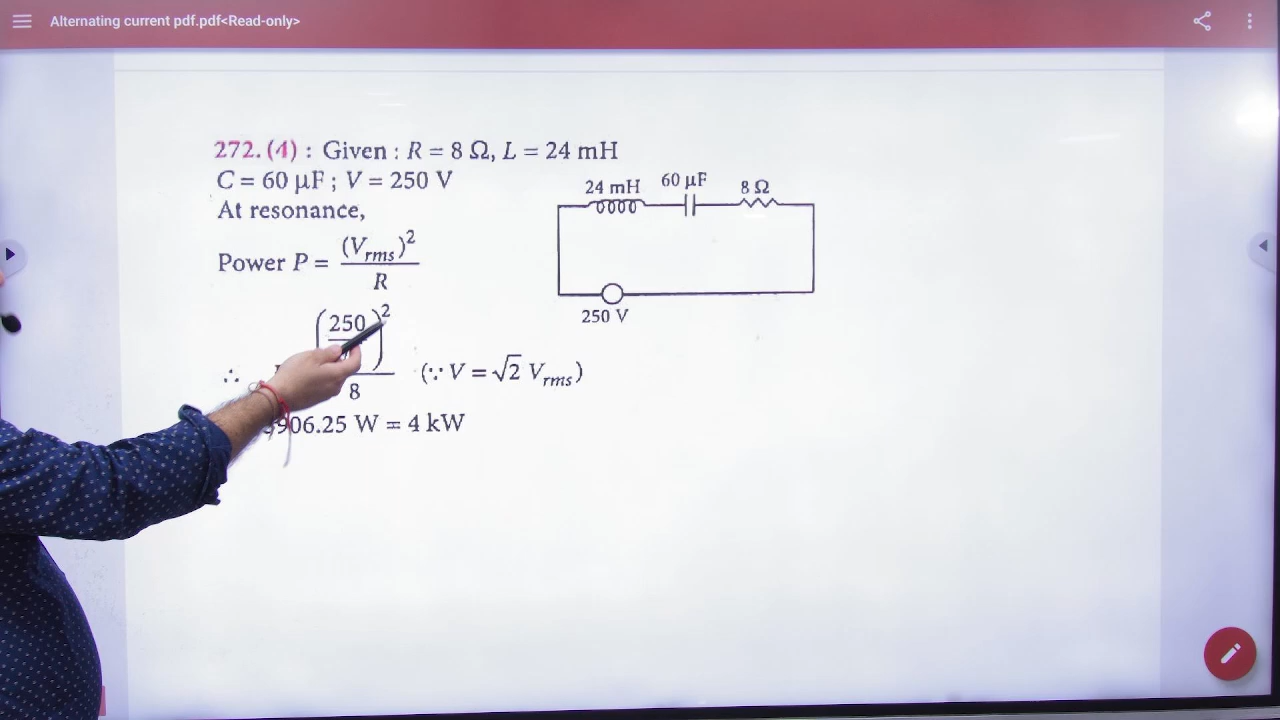 Alternating current pdf.pdf<Read-only>
272. (4) : Given : R = 8 Ω, L = 24 mH
C = 60 μF ; V = 250 V
At resonance,
Power P = (V_rms)² / R
24 mH 60 μF 8 Ω
250 V
∴ (250)² / 8 (∵ V = √2 V_rms)
906.25 W = 4 kW